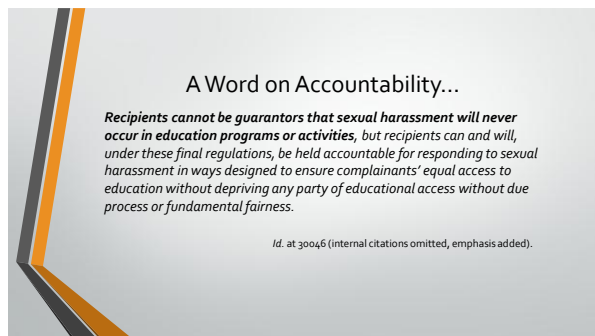 A Word on Accountability…
Recipients cannot be guarantors that sexual harassment will never
occur in education programs or activities, but recipients can and will,
under these final regulations, be held accountable for responding to sexual
harassment in ways designed to ensure complainants’ equal access to
education without depriving any party of educational access without due
process or fundamental fairness.
Id. at 30046 (internal citations omitted, emphasis added).